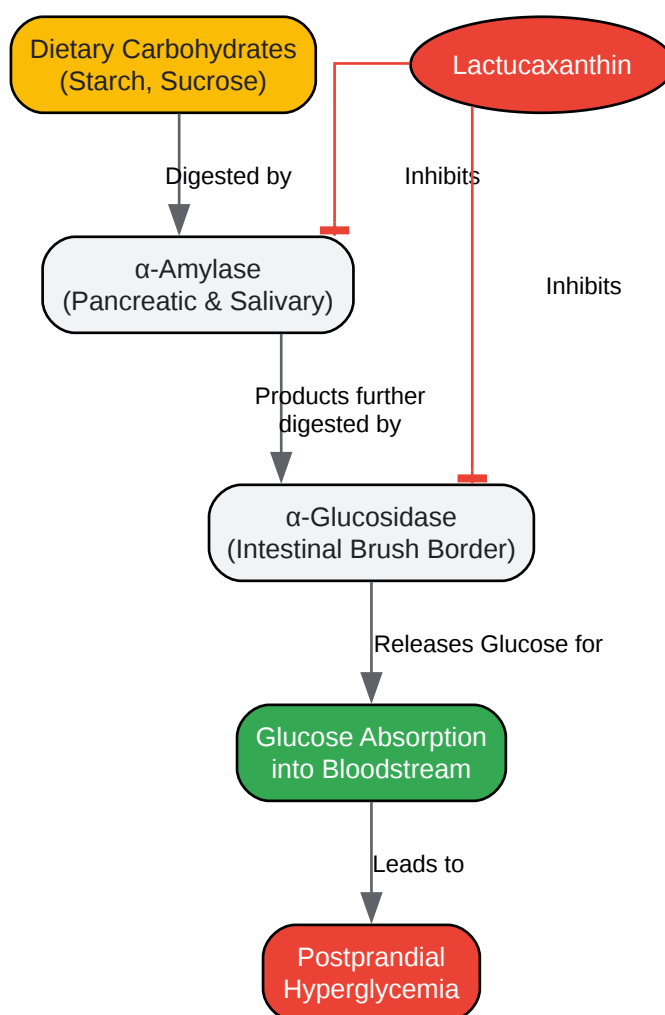 Dietary Carbohydrates
(Starch, Sucrose)
Lactucaxanthin
Digested by
Inhibits
α-Amylase
(Pancreatic & Salivary)
Inhibits
Products further
digested by
α-Glucosidase
(Intestinal Brush Border)
Releases Glucose for
Glucose Absorption
into Bloodstream
Leads to
Postprandial
Hyperglycemia